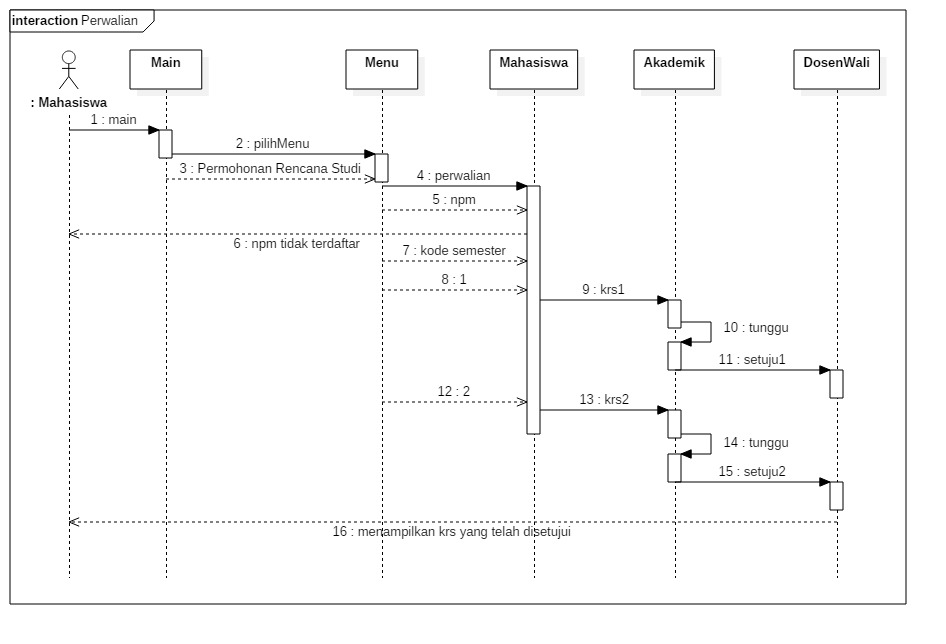 interaction Perwalian
Main
Menu
Mahasiswa
Akademik
DosenWali
: Mahasiswa
1 : main
2 : pilihMenu
3 : Permohonan Rencana Studi
4 : perwalian
5 : npm
6 : npm tidak terdaftar
7 : kode semester
8 : 1
9 : krs1
10 : tunggu
11 : setuju1
12 : 2
13 : krs2
14 : tunggu
15 : setuju2
16 : menampilkan krs yang telah disetujui